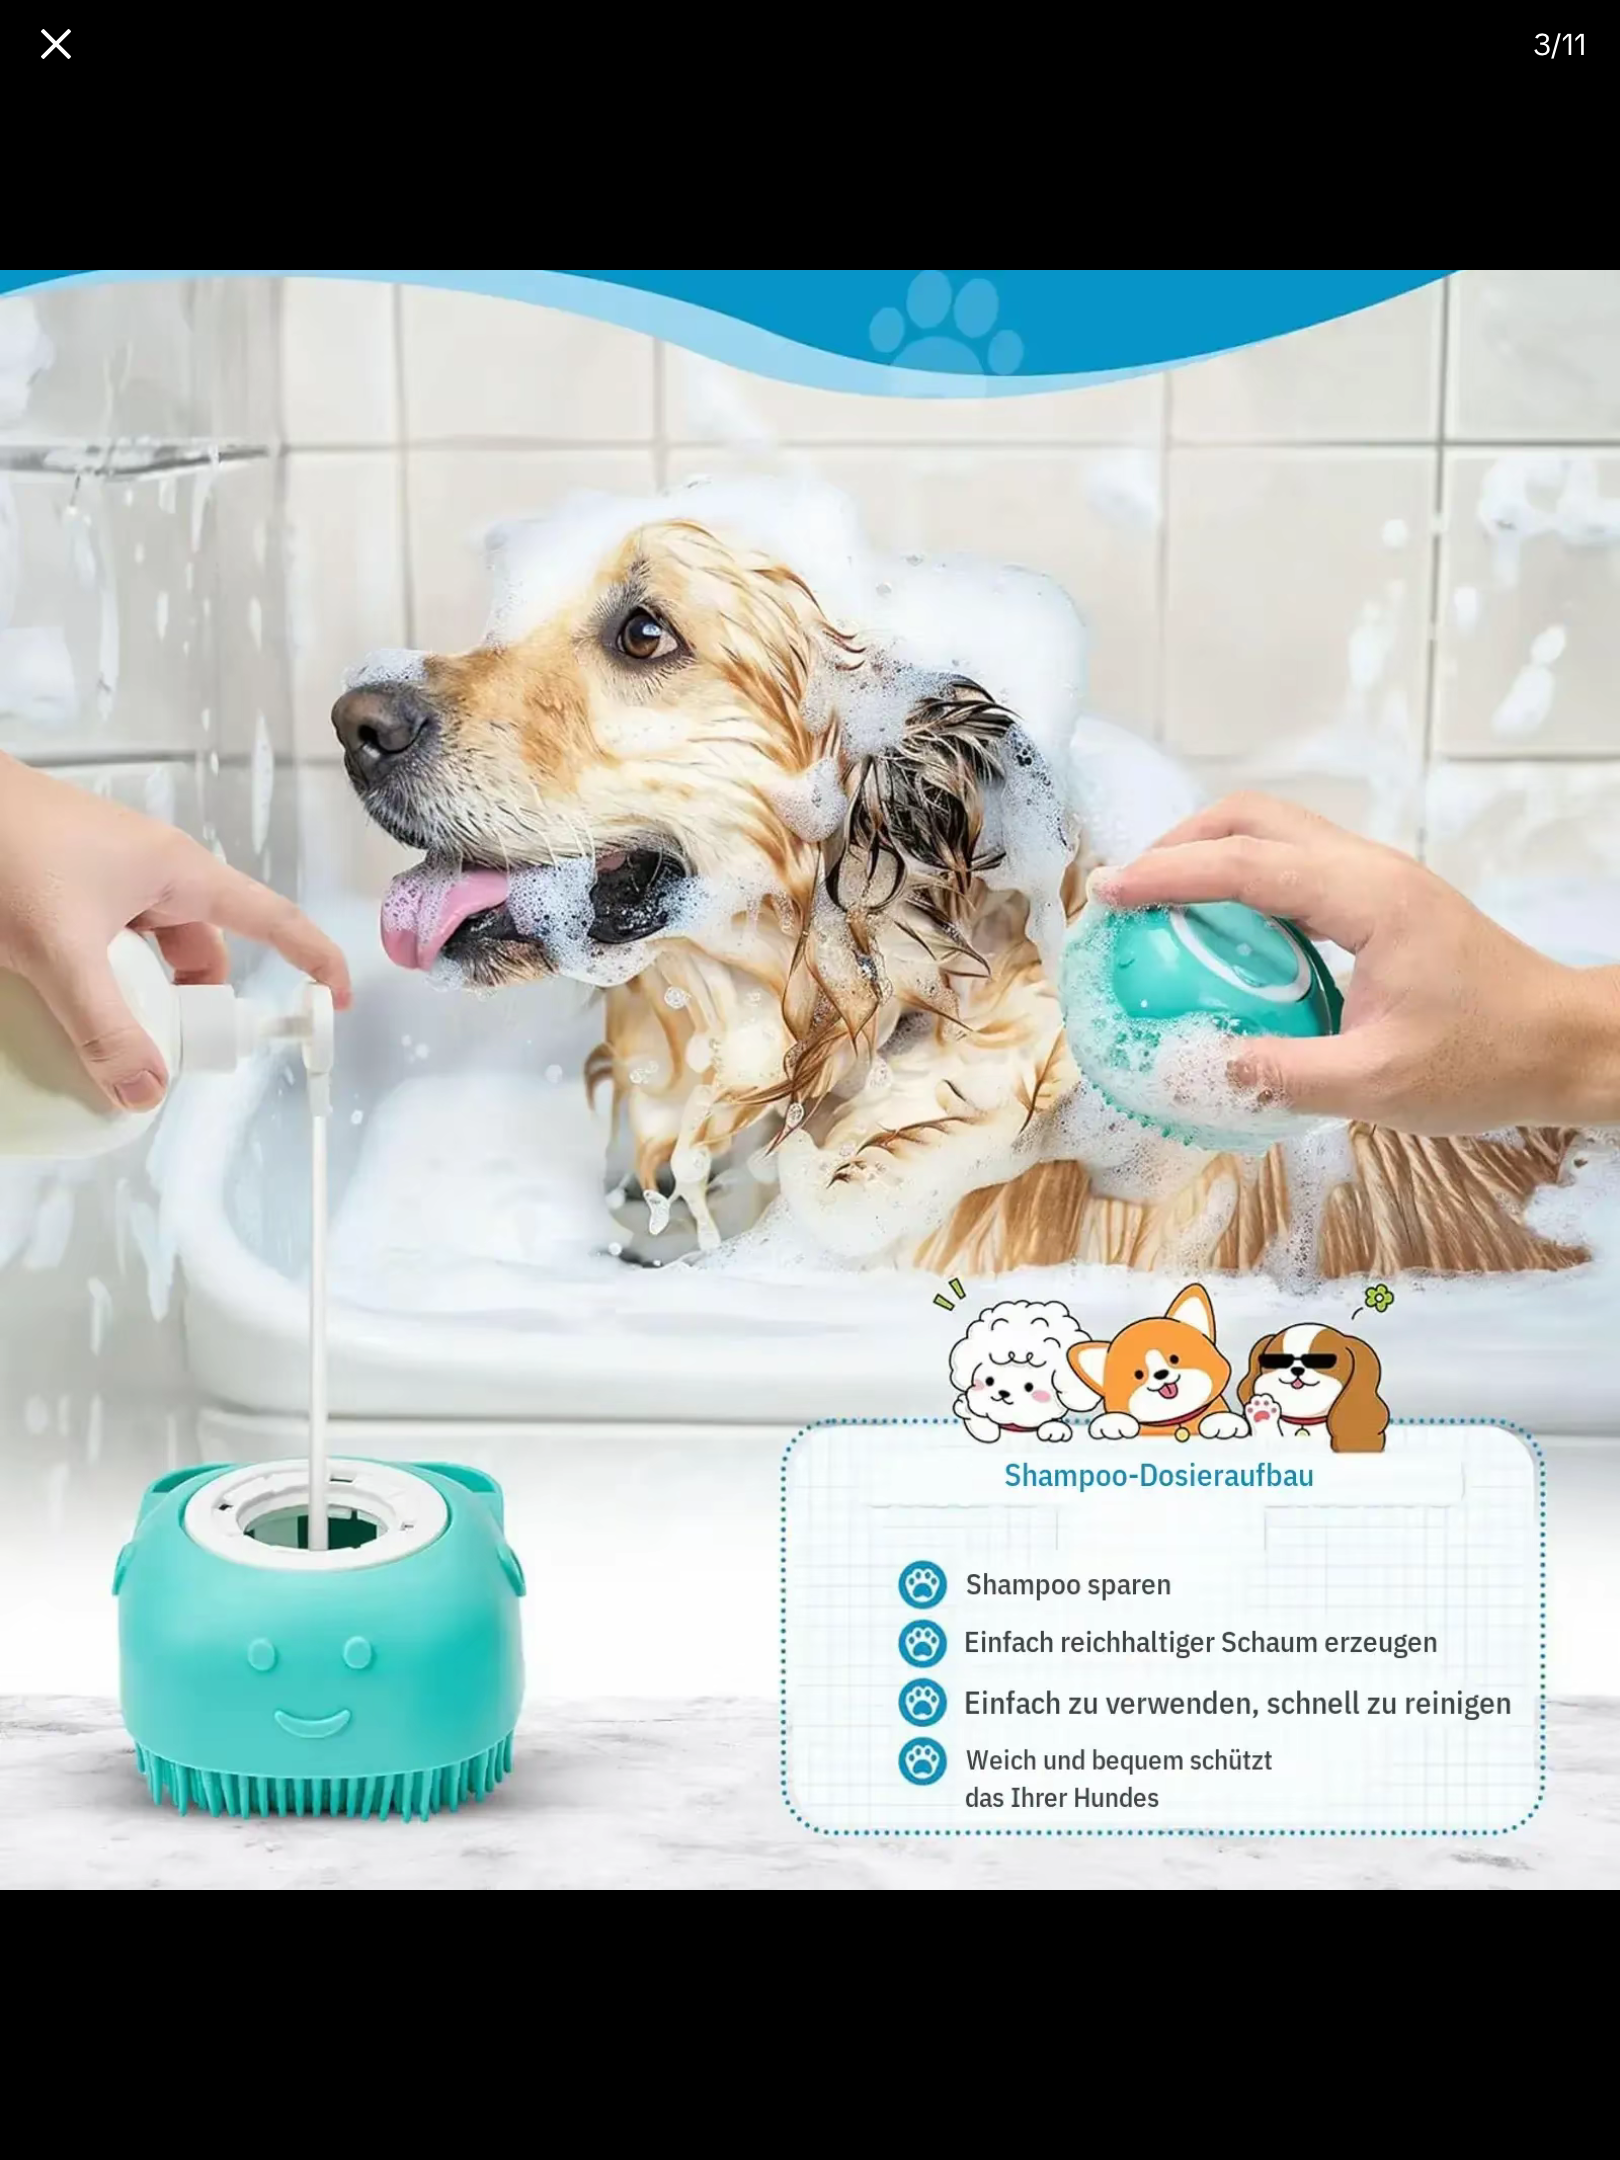 3/11
Shampoo-Dosieraufbau
Shampoo sparen
Einfach reichhaltiger Schaum erzeugen
Einfach zu verwenden, schnell zu reinigen
Weich und bequem schützt
das Ihrer Hundes